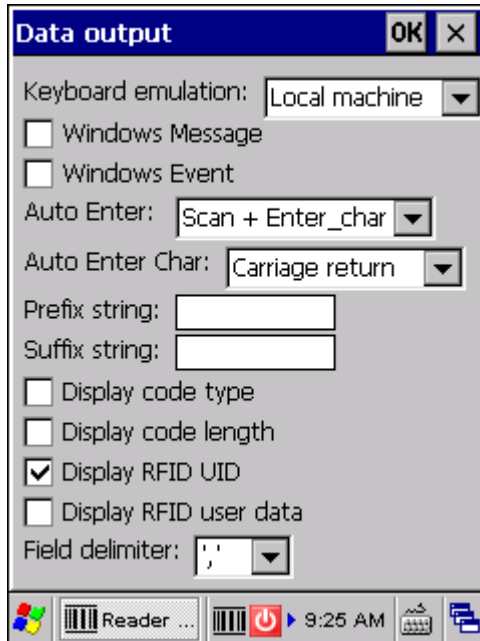 Data output OK
Keyboard emulation: Local machine
Windows Message
Windows Event
Auto Enter: Scan + Enter_char
Auto Enter Char: Carriage return
Prefix string:
Suffix string:
Display code type
Display code length
Display RFID UID
Display RFID user data
Field delimiter: ','
Reader ... 9:25 AM